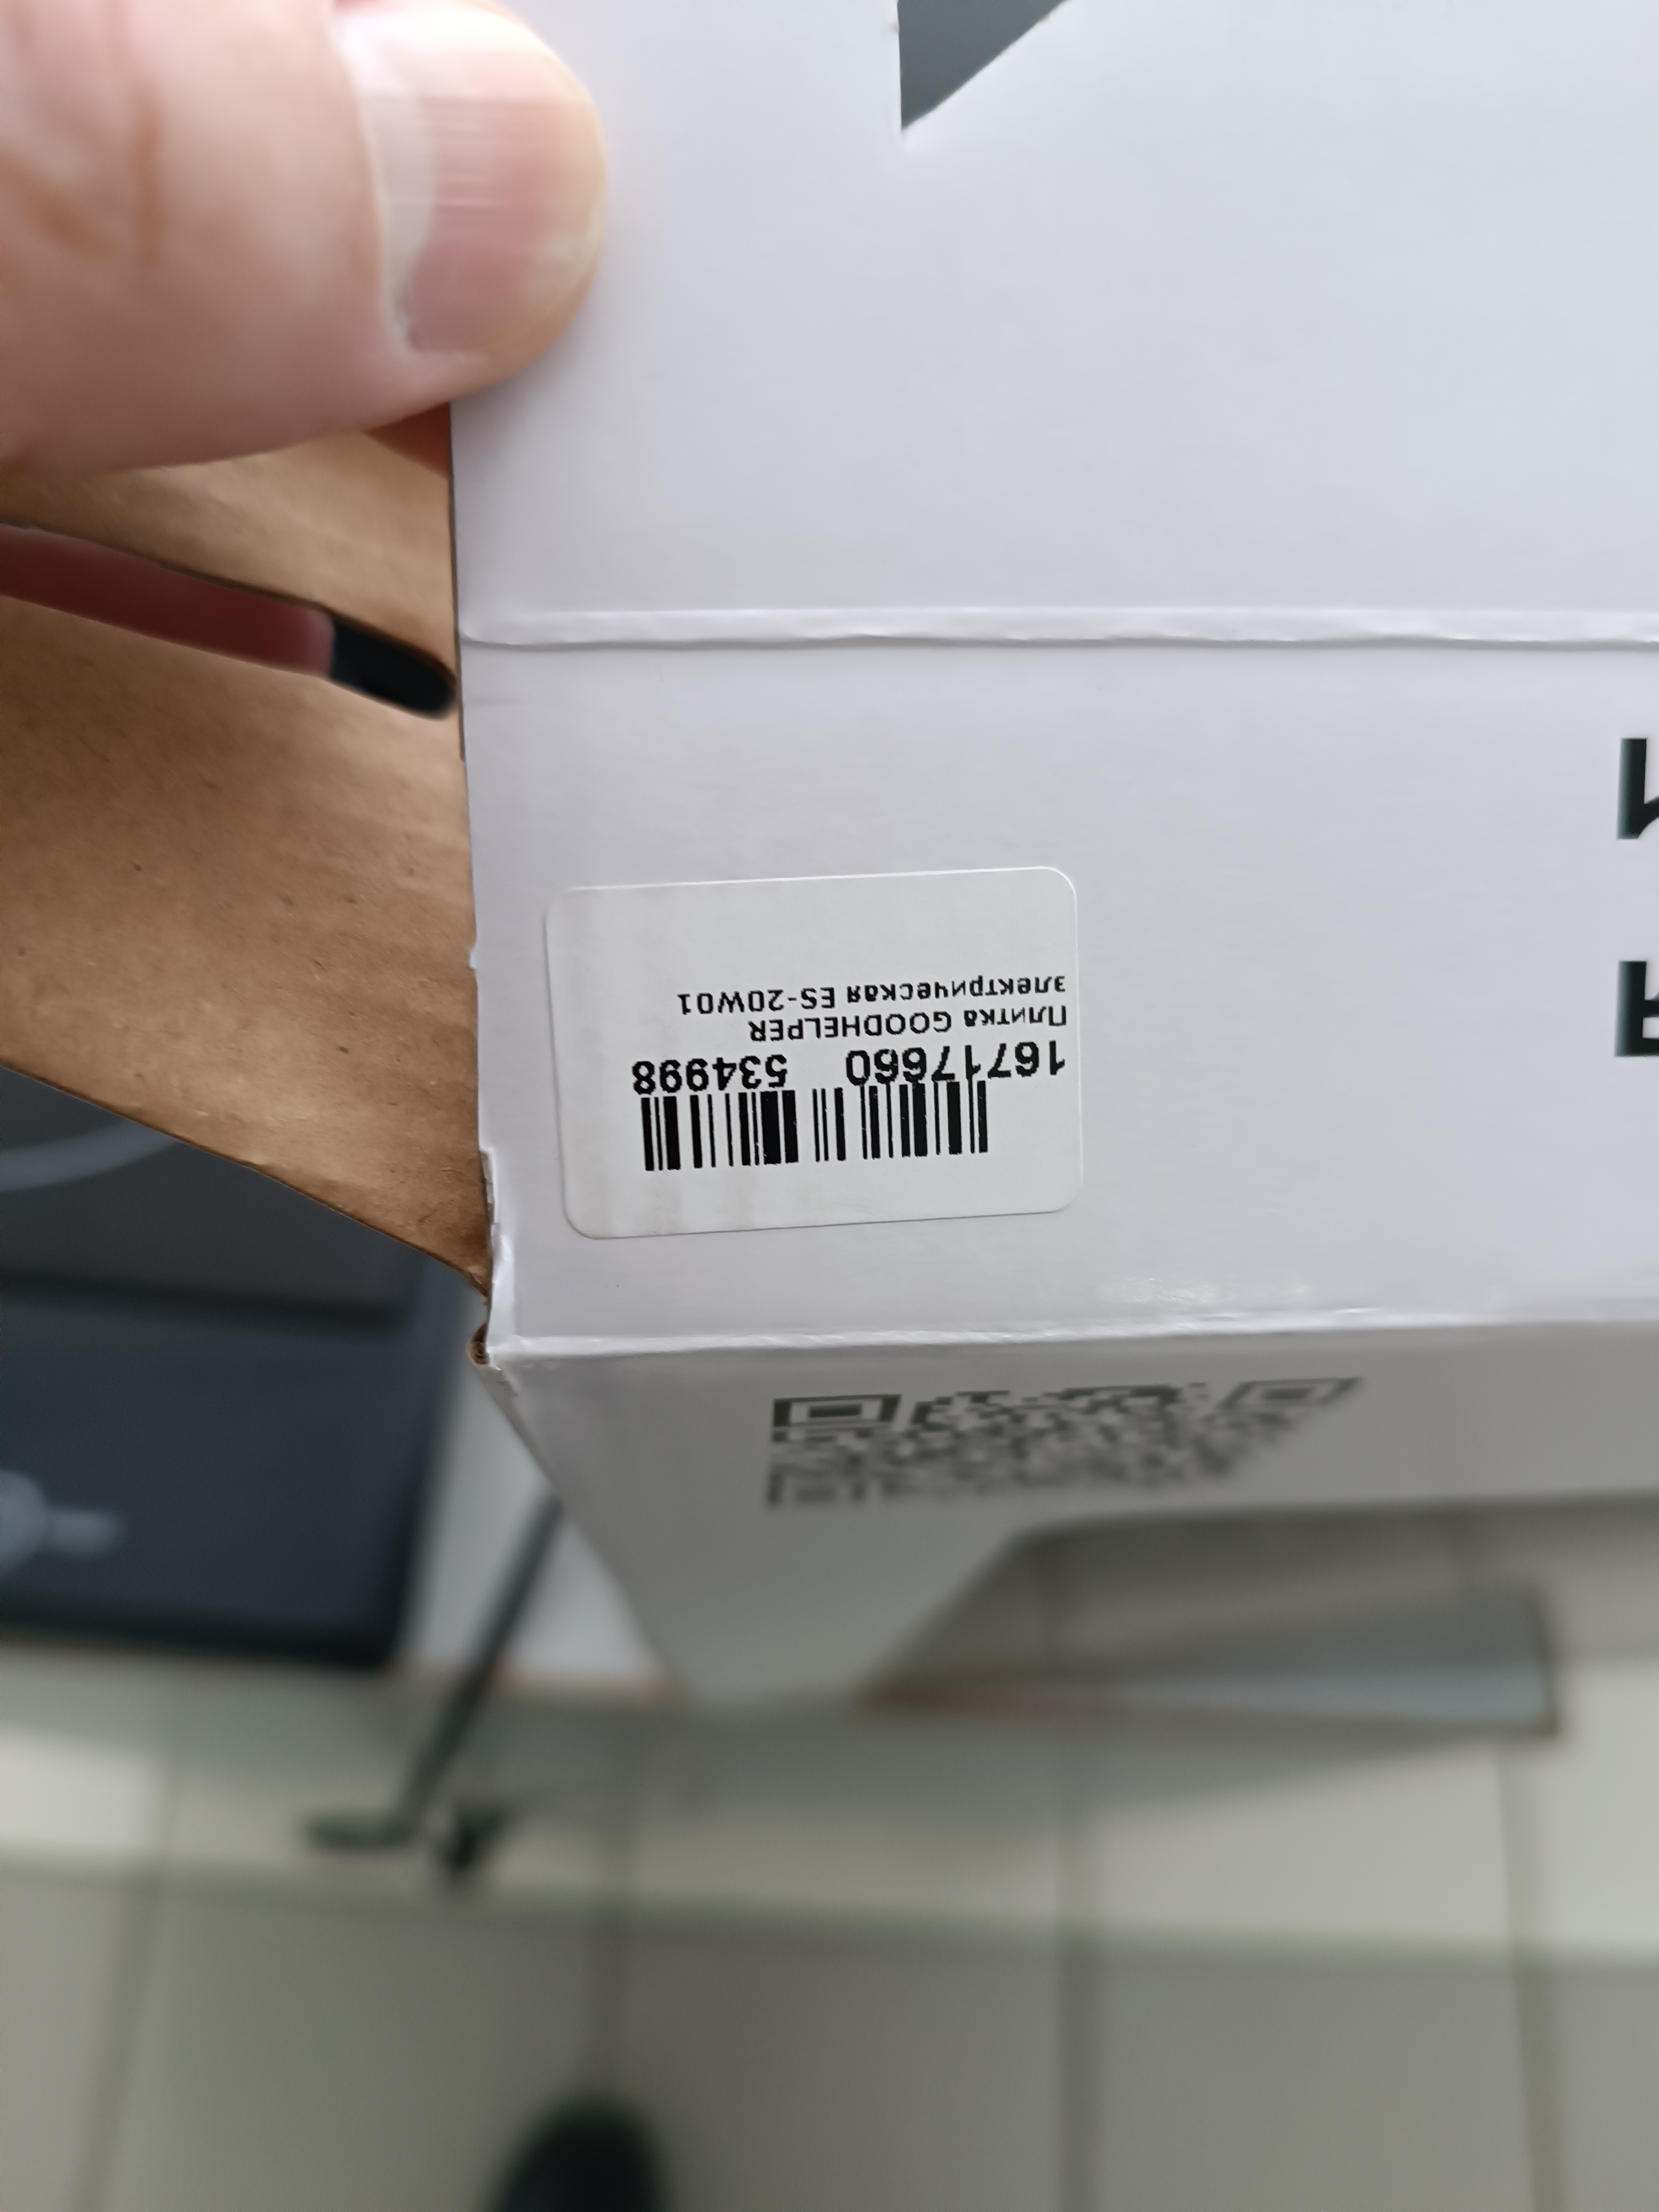 16717660 534998
Плитка GOODHELPER
электрическая ES-20W01
И
Я